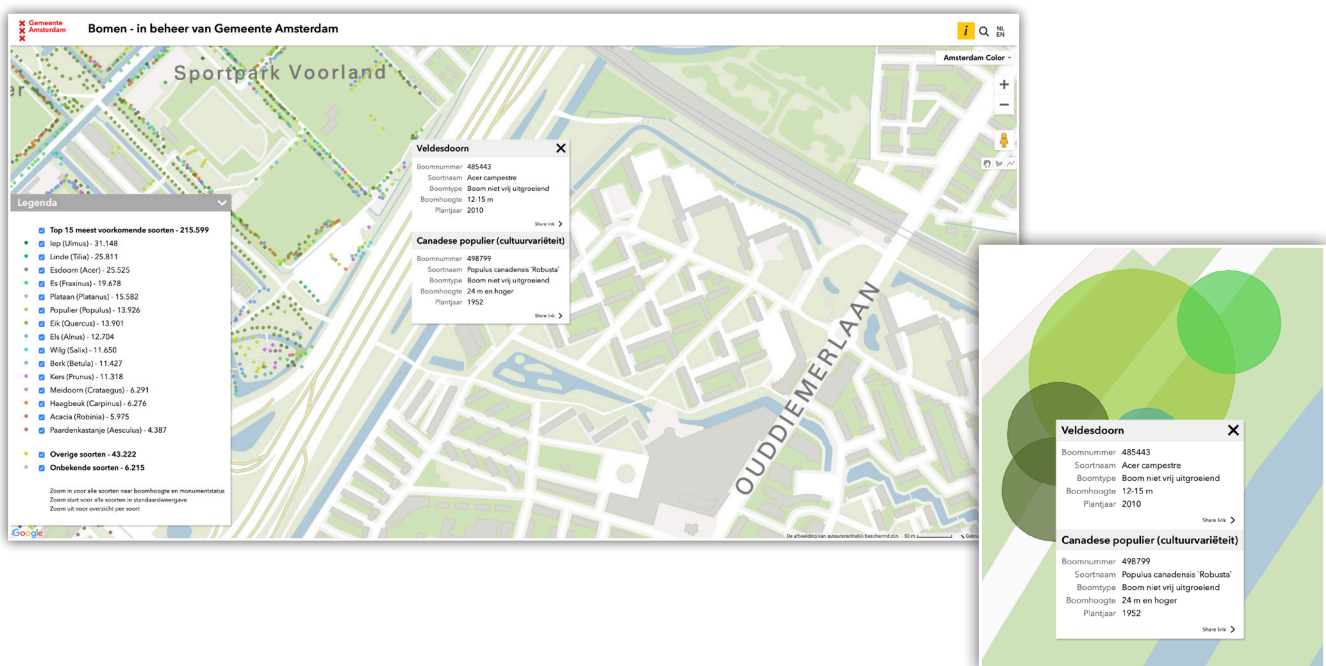 Gemeente
Amsterdam
Bomen - in beheer van Gemeente Amsterdam
i
NL
EN
Amsterdam Color
+
−
Sportpark Voorland
er
OUDDIEMERLAAN
Veldesdoorn
Boomnummer 485443
Soortnaam Acer campestre
Boomtype Boom niet vrij uitgroeiend
Boomhoogte 12-15 m
Plantjaar 2010
Share link
Canadese populier (cultuurvariëteit)
Boomnummer 498799
Soortnaam Populus canadensis 'Robusta'
Boomtype Boom niet vrij uitgroeiend
Boomhoogte 24 m en hoger
Plantjaar 1952
Share link
Legenda
Top 15 meest voorkomende soorten - 215.599
Iep (Ulmus) - 31.148
Linde (Tilia) - 25.811
Esdoorn (Acer) - 25.525
Es (Fraxinus) - 19.678
Plataan (Platanus) - 15.582
Populier (Populus) - 13.926
Eik (Quercus) - 13.901
Els (Alnus) - 12.704
Wilg (Salix) - 11.650
Berk (Betula) - 11.427
Kers (Prunus) - 11.318
Meidoorn (Crataegus) - 6.291
Haagbeuk (Carpinus) - 6.276
Acacia (Robinia) - 5.975
Paardenkastanje (Aesculus) - 4.387
Overige soorten - 43.222
Onbekende soorten - 6.215
Zoom in voor alle soorten naar boomhoogte en monumentstatus
Zoom start voor alle soorten in standaardweergave
Zoom uit voor overzicht per soort
Google
De afbeelding kan auteursrechtelijk beschermd zijn 50 m
Veldesdoorn
Boomnummer 485443
Soortnaam Acer campestre
Boomtype Boom niet vrij uitgroeiend
Boomhoogte 12-15 m
Plantjaar 2010
Share link
Canadese populier (cultuurvariëteit)
Boomnummer 498799
Soortnaam Populus canadensis 'Robusta'
Boomtype Boom niet vrij uitgroeiend
Boomhoogte 24 m en hoger
Plantjaar 1952
Share link